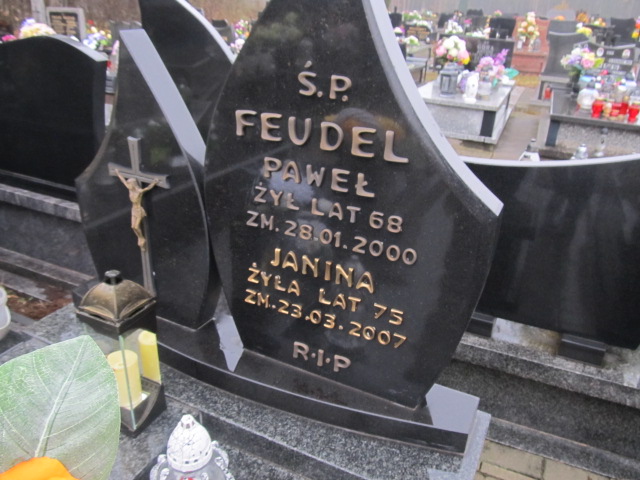 Ś.P.
FEUDEL
PAWEŁ
ŻYŁ LAT 68
ZM. 28.01.2000
JANINA
ŻYŁA LAT 75
ZM. 23.03.2007
R·I·P